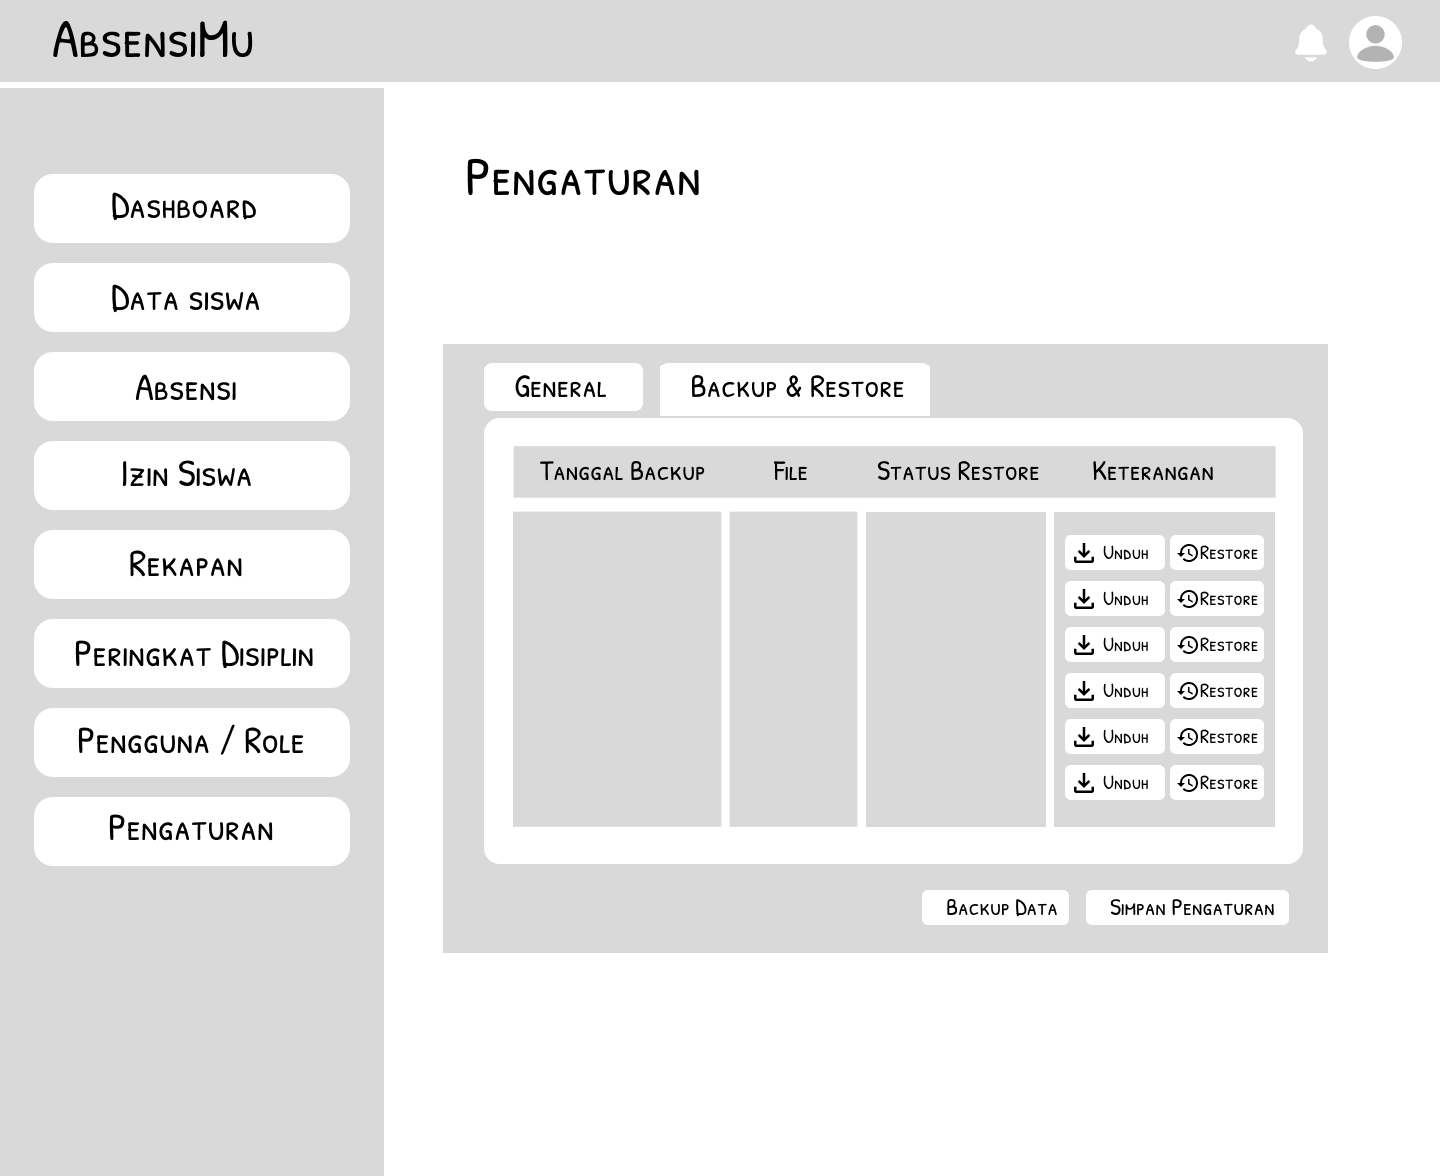 AbsensiMu
Dashboard
Data siswa
Absensi
Izin Siswa
Rekapan
Peringkat Disiplin
Pengguna / Role
Pengaturan
Pengaturan
General
Backup & Restore
Tanggal Backup File Status Restore Keterangan
Unduh Restore
Unduh Restore
Unduh Restore
Unduh Restore
Unduh Restore
Unduh Restore
Backup Data Simpan Pengaturan